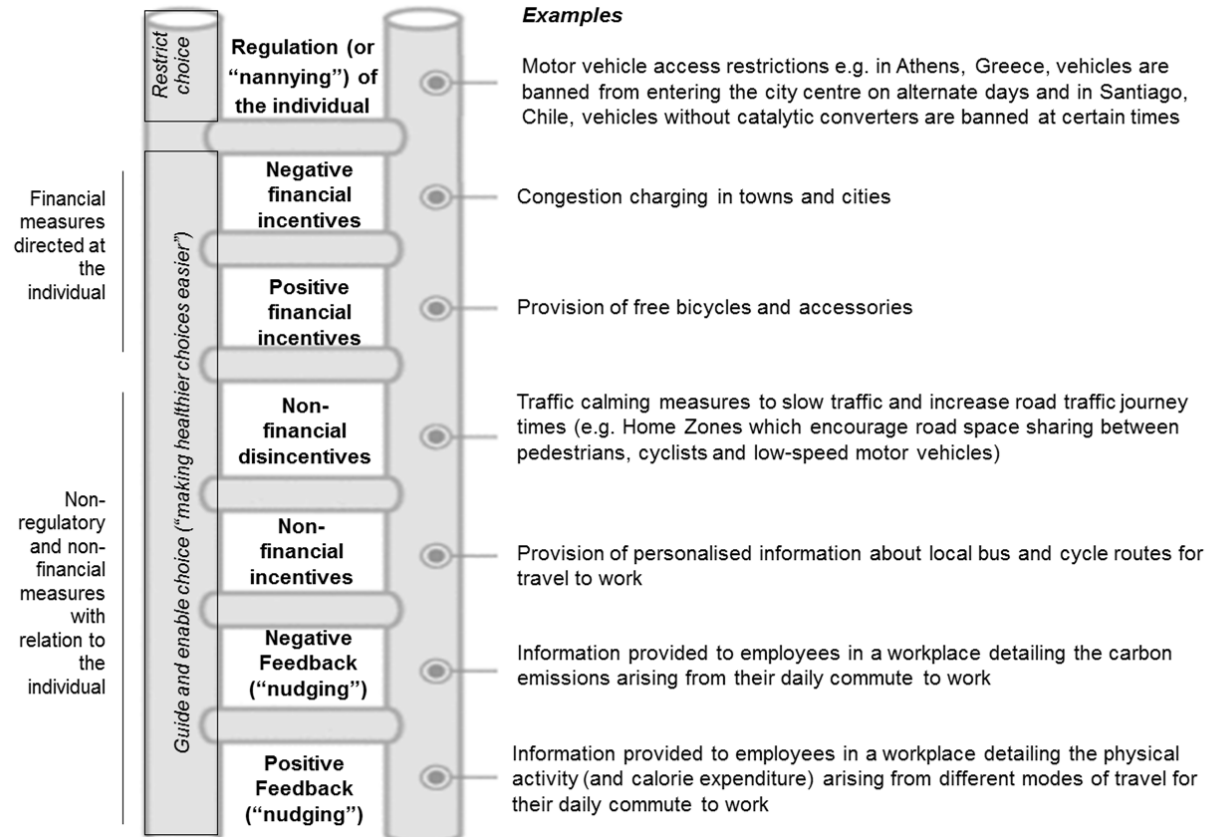 Examples
Restrict
choice
Regulation (or
“nannying”) of
the individual
Motor vehicle access restrictions e.g. in Athens, Greece, vehicles are
banned from entering the city centre on alternate days and in Santiago,
Chile, vehicles without catalytic converters are banned at certain times
Financial
measures
directed at
the
individual
Guide and enable choice (“making healthier choices easier”)
Negative
financial
incentives
Congestion charging in towns and cities
Positive
financial
incentives
Provision of free bicycles and accessories
Non-
regulatory
and non-
financial
measures
with
relation to
the
individual
Non-
financial
disincentives
Traffic calming measures to slow traffic and increase road traffic journey
times (e.g. Home Zones which encourage road space sharing between
pedestrians, cyclists and low-speed motor vehicles)
Non-
financial
incentives
Provision of personalised information about local bus and cycle routes for
travel to work
Negative
Feedback
(“nudging”)
Information provided to employees in a workplace detailing the carbon
emissions arising from their daily commute to work
Positive
Feedback
(“nudging”)
Information provided to employees in a workplace detailing the physical
activity (and calorie expenditure) arising from different modes of travel for
their daily commute to work